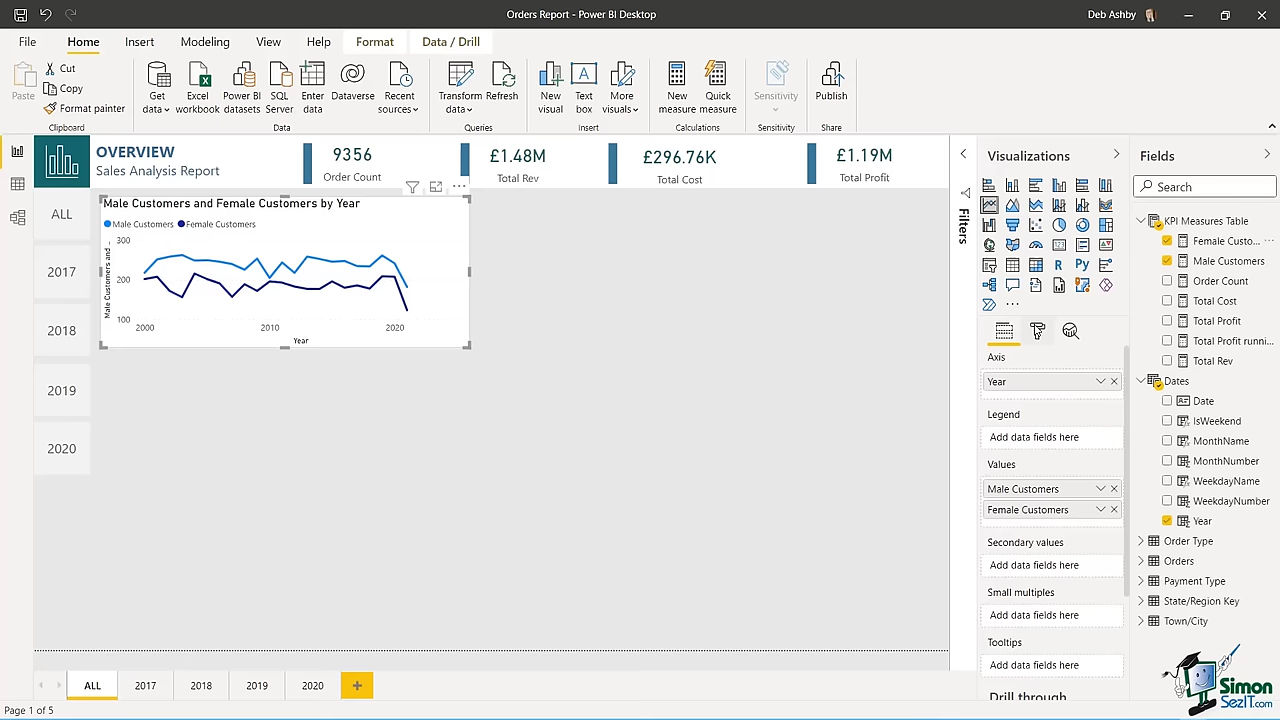 Orders Report - Power BI Desktop
Deb Ashby
File Home Insert Modeling View Help Format Data / Drill
Paste
Cut
Copy
Format painter
Clipboard
Get data
Excel workbook
Power BI datasets
SQL Server
Enter data
Dataverse
Recent sources
Data
Transform data
Refresh
Queries
New visual
Text box
More visuals
Insert
New measure
Quick measure
Calculations
Sensitivity
Sensitivity
Publish
Share
OVERVIEW
Sales Analysis Report
9356
Order Count
£1.48M
Total Rev
£296.76K
Total Cost
£1.19M
Total Profit
ALL
2017
2018
2019
2020
Male Customers and Female Customers by Year
Male Customers Female Customers
Male Customers and ...
300
200
100
2000 2010 2020
Year
Filters
Visualizations
Axis
Year
Legend
Add data fields here
Values
Male Customers
Female Customers
Secondary values
Add data fields here
Small multiples
Add data fields here
Tooltips
Add data fields here
Drill through
Fields
Search
KPI Measures Table
Female Custo...
Male Customers
Order Count
Total Cost
Total Profit
Total Profit runni...
Total Rev
Dates
Date
IsWeekend
MonthName
MonthNumber
WeekdayName
WeekdayNumber
Year
Order Type
Orders
Payment Type
State/Region Key
Town/City
R
Py
123
ALL 2017 2018 2019 2020
Page 1 of 5
Simon
SezIT.com